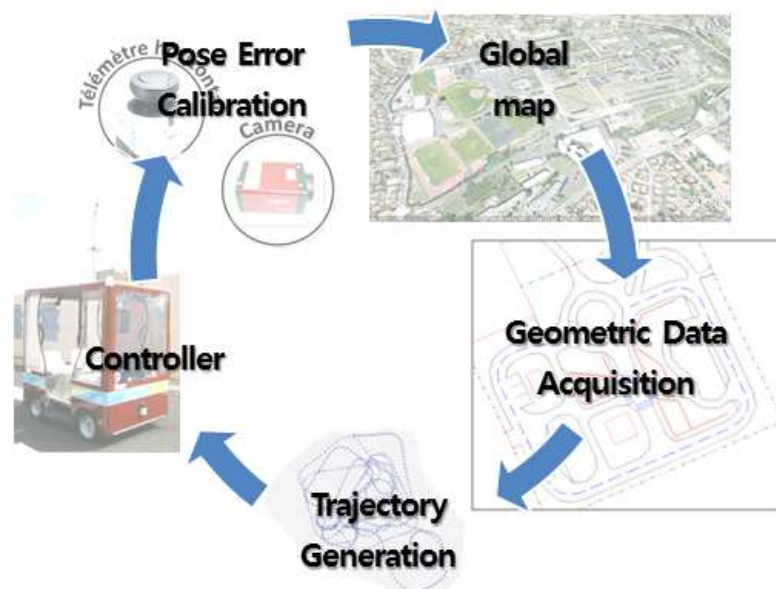 Pose Error
Calibration
Télémètre
Camera
Global
map
Geometric Data
Acquisition
Controller
Trajectory
Generation